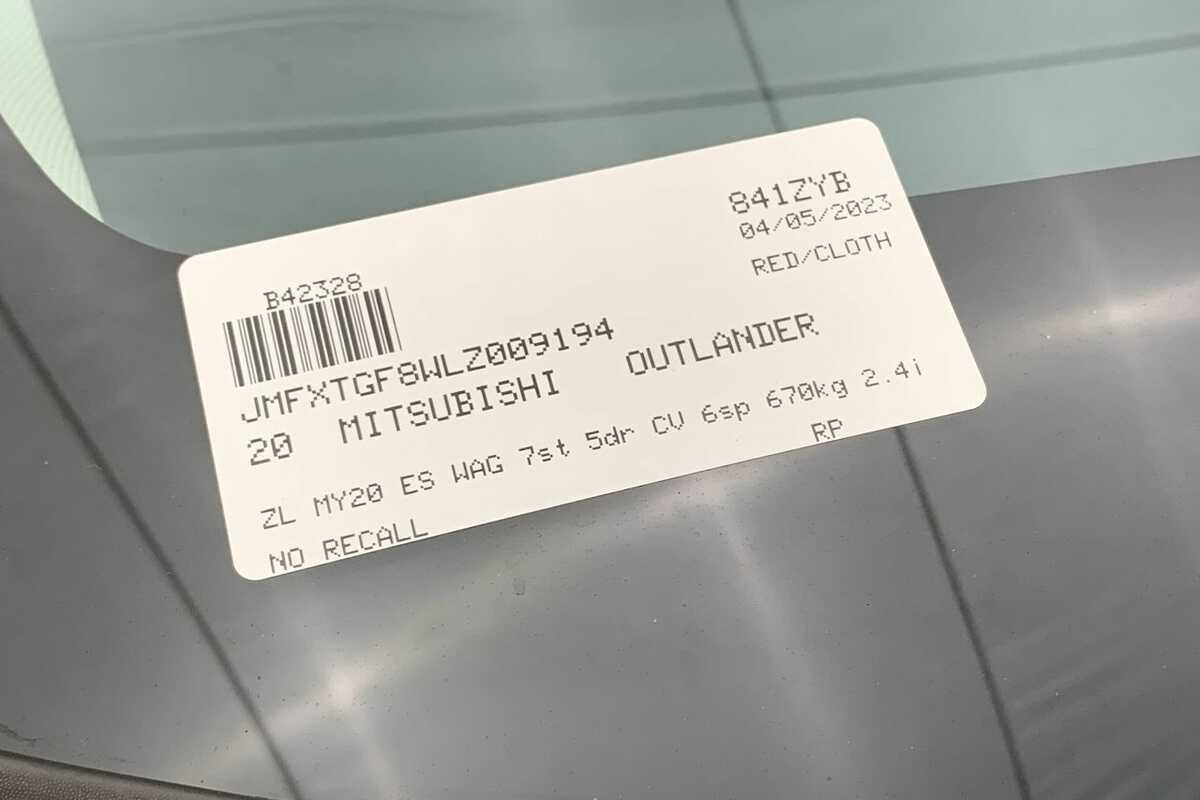 841ZYB
04/05/2023
RED/CLOTH
B42328
JMFXTGF8WLZ009194
20 MITSUBISHI OUTLANDER
ZL MY20 ES WAG 7st 5dr CV 6sp 670kg 2.4i
RP
NO RECALL